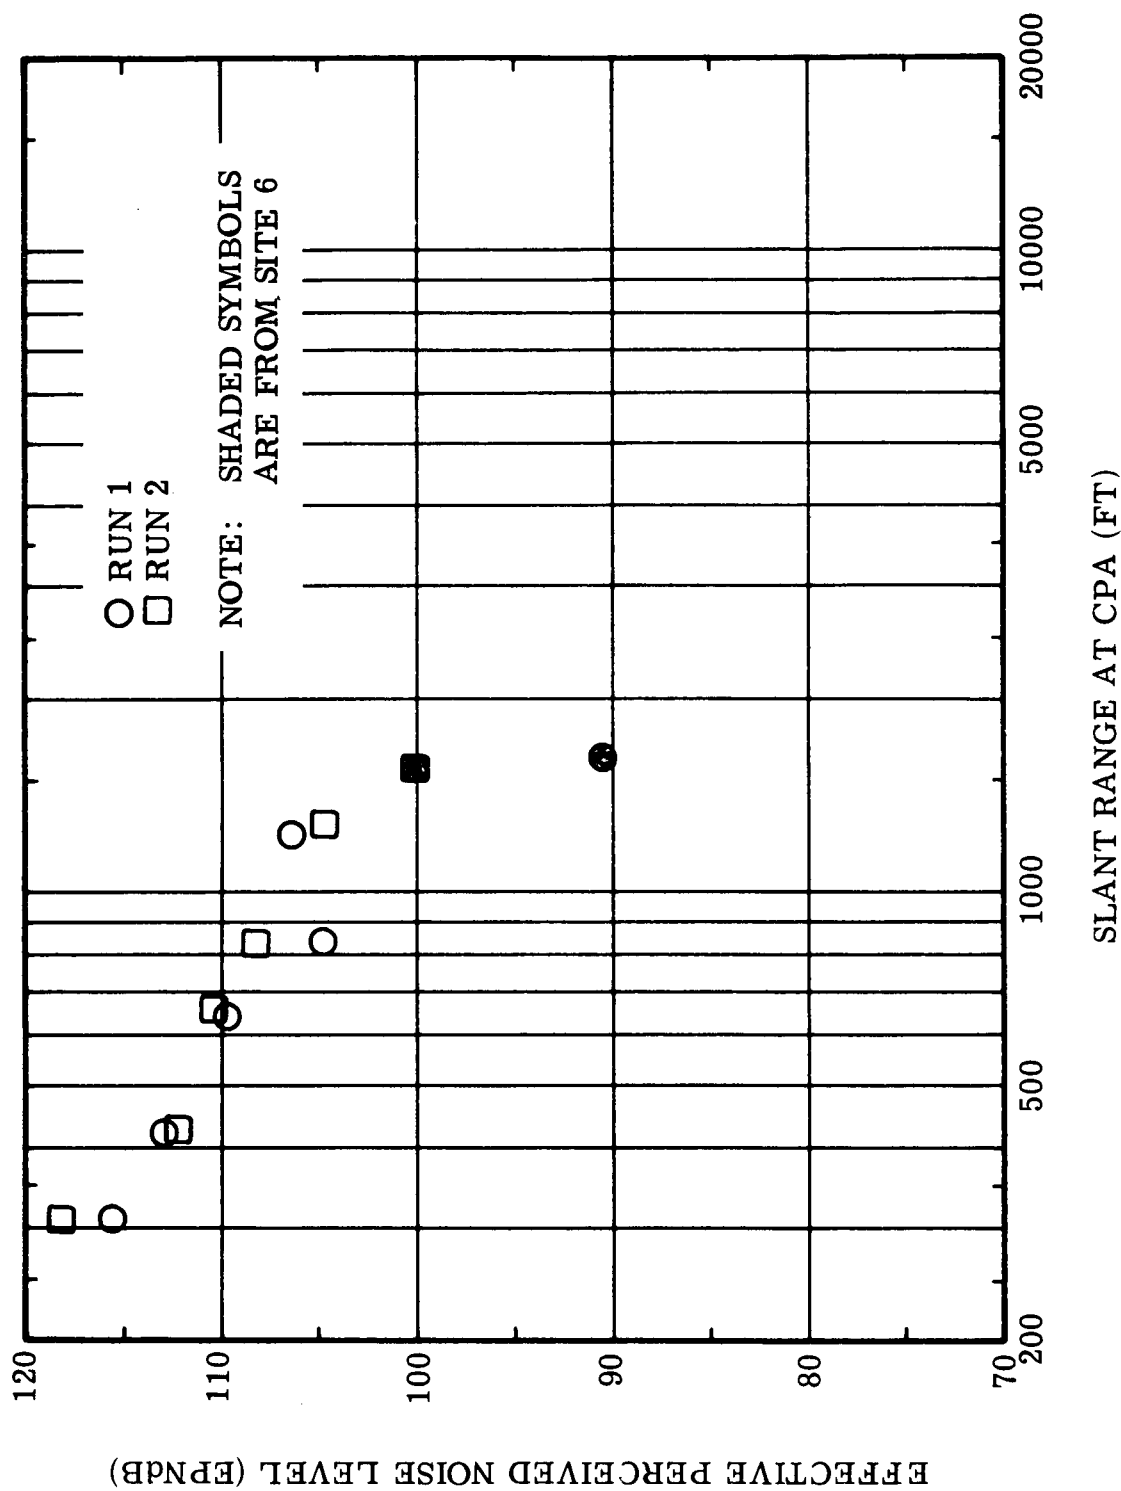 EFFECTIVE PERCEIVED NOISE LEVEL (EPNdB)
120
110
100
90
80
70
RUN 1
RUN 2
NOTE: SHADED SYMBOLS
ARE FROM SITE 6
200
500
1000
5000
10000
20000
SLANT RANGE AT CPA (FT)